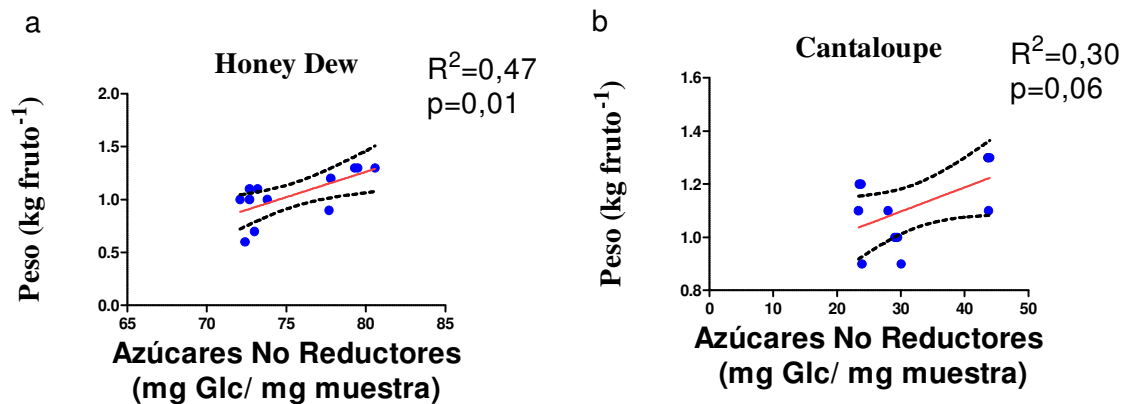 a
Honey Dew
R²=0,47
p=0,01
Peso (kg fruto⁻¹)
2.0
1.5
1.0
0.5
0.0
65 70 75 80 85
Azúcares No Reductores
(mg Glc/ mg muestra)
b
Cantaloupe
R²=0,30
p=0,06
Peso (kg fruto⁻¹)
1.6
1.4
1.2
1.0
0.8
0 10 20 30 40 50
Azúcares No Reductores
(mg Glc/ mg muestra)